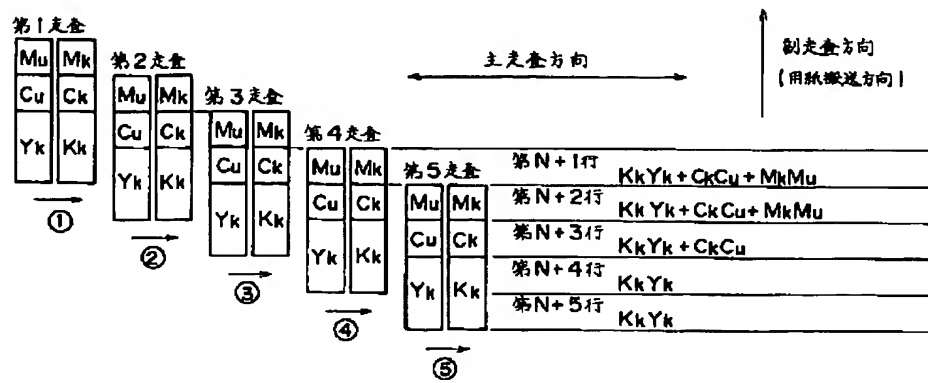 第1走査
Mu Mk
Cu Ck
Yk Kk
①
第2走査
Mu Mk
Cu Ck
Yk Kk
②
第3走査
Mu Mk
Cu Ck
Yk Kk
③
第4走査
Mu Mk
Cu Ck
Yk Kk
④
第5走査
Mu Mk
Cu Ck
Yk Kk
⑤
主走査方向
副走査方向
(用紙搬送方向)
第N+1行 KkYk+CkCu+MkMu
第N+2行 KkYk+CkCu+MkMu
第N+3行 KkYk+CkCu
第N+4行 KkYk
第N+5行 KkYk